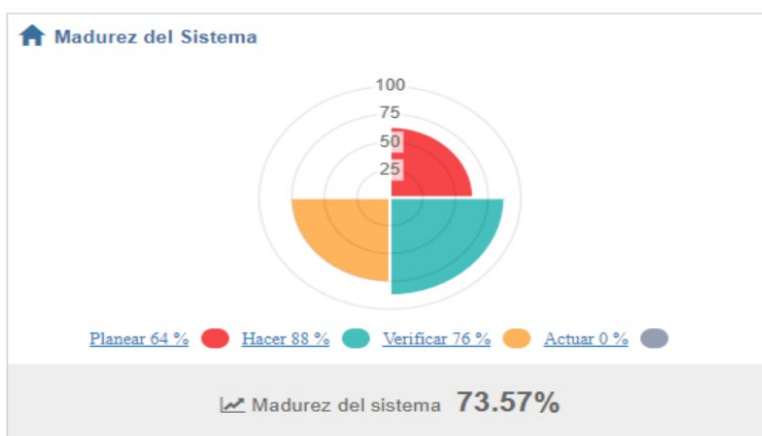 Madurez del Sistema
100
75
50
25
Planear 64 % Hacer 88 % Verificar 76 % Actuar 0 %
Madurez del sistema 73.57%